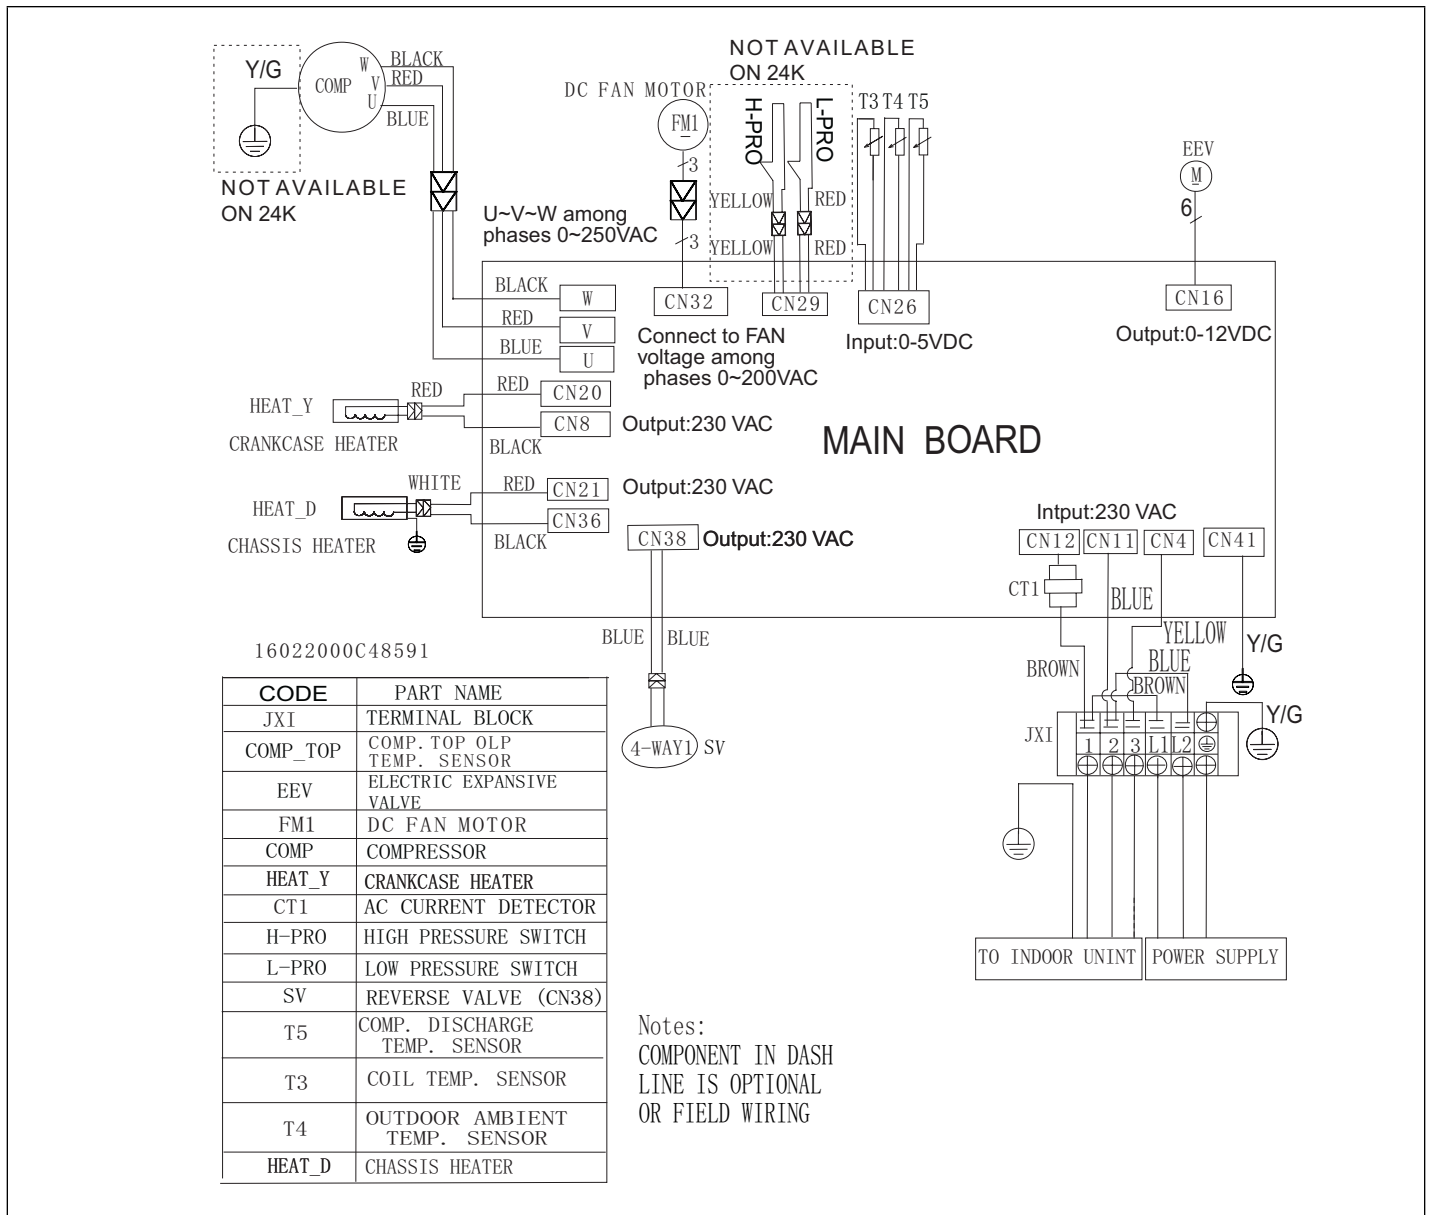 Y/G
COMP
W
V
U
BLACK
RED
BLUE
NOT AVAILABLE
ON 24K
DC FAN MOTOR
FM1
3
3
U~V~W among
phases 0~250VAC
NOT AVAILABLE
ON 24K
H-PRO
L-PRO
YELLOW
RED
YELLOW
RED
T3 T4 T5
EEV
M
6
BLACK
W
RED
V
BLUE
U
CN32
CN29
CN26
CN16
Connect to FAN
voltage among
phases 0~200VAC
Input:0-5VDC
Output:0-12VDC
HEAT_Y
RED
RED
CN20
CN8
Output:230 VAC
CRANKCASE HEATER
BLACK
MAIN BOARD
WHITE
HEAT_D
RED
CN21
Output:230 VAC
CN36
CHASSIS HEATER
BLACK
CN38
Output:230 VAC
Intput:230 VAC
CN12
CN11
CN4
CN41
CT1
BLUE
BLUE
BLUE
YELLOW
Y/G
BROWN
BLUE
BROWN
Y/G
JXI
1
2
3
L1
L2
4-WAY1
SV
TO INDOOR UNINT
POWER SUPPLY
16022000C48591
CODE PART NAME
JXI TERMINAL BLOCK
COMP_TOP COMP.TOP OLP
TEMP. SENSOR
EEV ELECTRIC EXPANSIVE
VALVE
FM1 DC FAN MOTOR
COMP COMPRESSOR
HEAT_Y CRANKCASE HEATER
CT1 AC CURRENT DETECTOR
H-PRO HIGH PRESSURE SWITCH
L-PRO LOW PRESSURE SWITCH
SV REVERSE VALVE (CN38)
T5 COMP. DISCHARGE
TEMP. SENSOR
T3 COIL TEMP. SENSOR
T4 OUTDOOR AMBIENT
TEMP. SENSOR
HEAT_D CHASSIS HEATER
Notes:
COMPONENT IN DASH
LINE IS OPTIONAL
OR FIELD WIRING